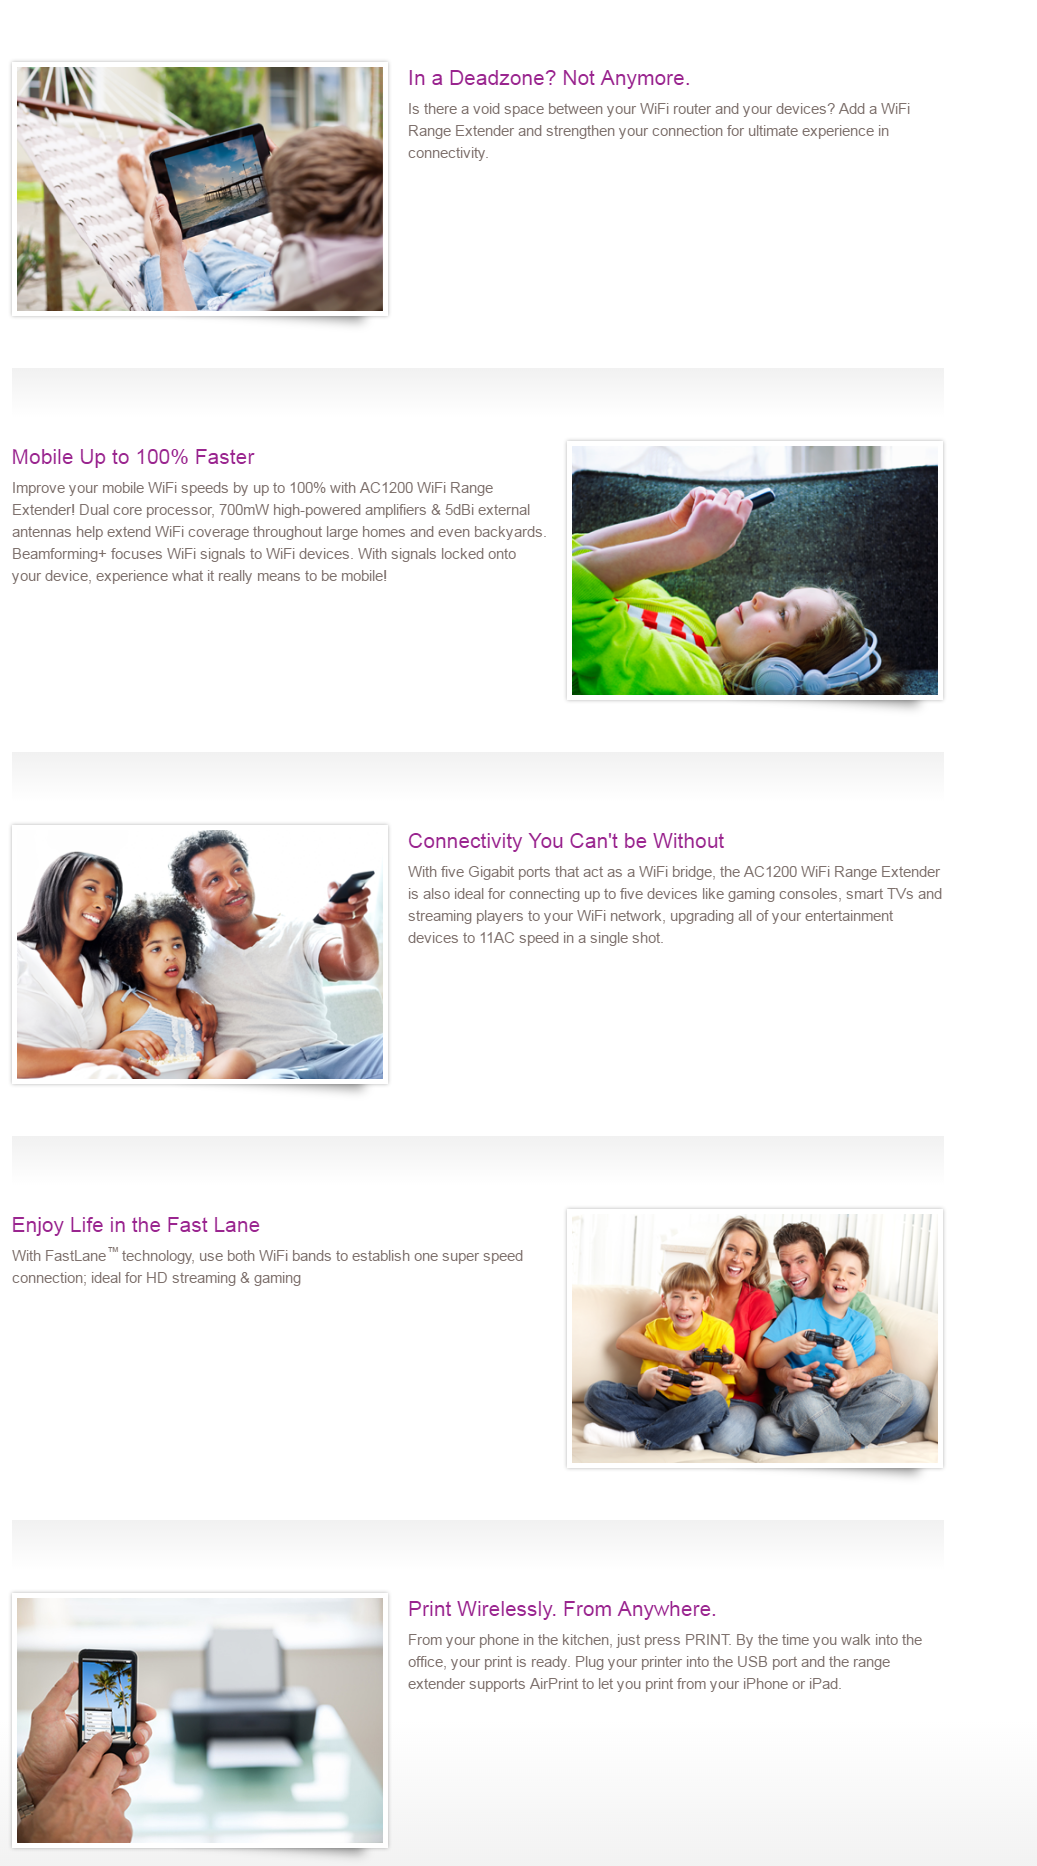 In a Deadzone? Not Anymore.
Is there a void space between your WiFi router and your devices? Add a WiFi
Range Extender and strengthen your connection for ultimate experience in
connectivity.
Mobile Up to 100% Faster
Improve your mobile WiFi speeds by up to 100% with AC1200 WiFi Range
Extender! Dual core processor, 700mW high-powered amplifiers & 5dBi external
antennas help extend WiFi coverage throughout large homes and even backyards.
Beamforming+ focuses WiFi signals to WiFi devices. With signals locked onto
your device, experience what it really means to be mobile!
Connectivity You Can't be Without
With five Gigabit ports that act as a WiFi bridge, the AC1200 WiFi Range Extender
is also ideal for connecting up to five devices like gaming consoles, smart TVs and
streaming players to your WiFi network, upgrading all of your entertainment
devices to 11AC speed in a single shot.
Enjoy Life in the Fast Lane
With FastLane™ technology, use both WiFi bands to establish one super speed
connection; ideal for HD streaming & gaming
Print Wirelessly. From Anywhere.
From your phone in the kitchen, just press PRINT. By the time you walk into the
office, your print is ready. Plug your printer into the USB port and the range
extender supports AirPrint to let you print from your iPhone or iPad.